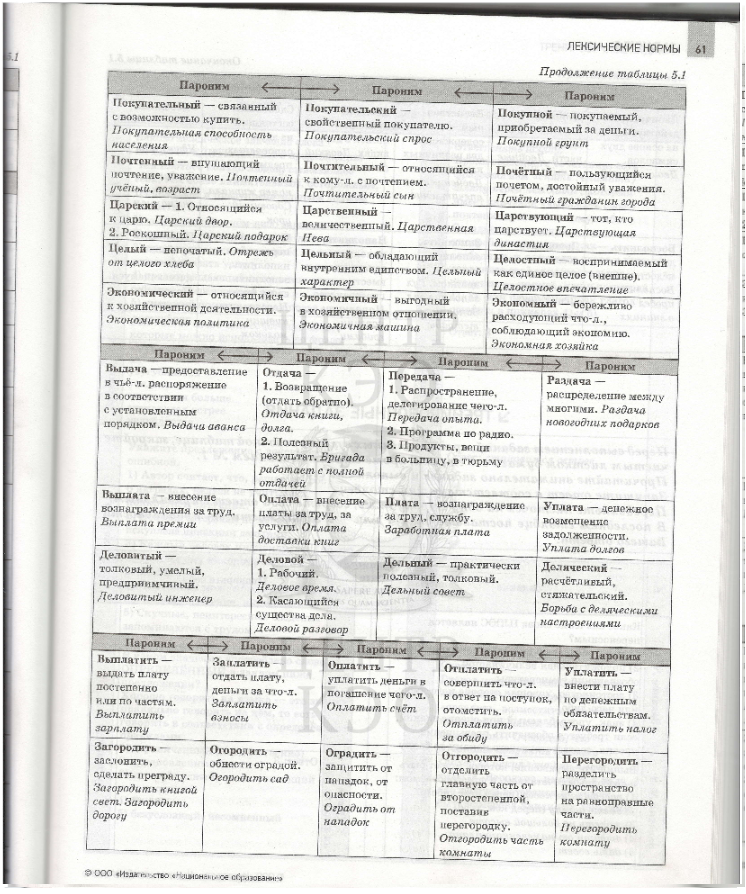 ЛЕКСИЧЕСКИЕ НОРМЫ 61
Продолжение таблицы 5.1
Пароним Пароним Пароним
Покупательный — связанный
с возможностью купить.
Покупательная способность
населения
Покупательский —
свойственный покупателю.
Покупательский спрос
Покупной — покупаемый,
приобретаемый за деньги.
Покупной грунт
Почтенный — внушающий
почтение, уважение. Почтенный
учёный, возраст
Почтительный — относящийся
к кому-л. с почтением.
Почтительный сын
Почётный — пользующийся
почетом, достойный уважения.
Почётный гражданин города
Царский — 1. Относящийся
к царю. Царский двор.
2. Роскошный. Царский подарок
Царственный —
величественный. Царственная
Нева
Царствующий — тот, кто
царствует. Царствующая
династия
Целый — непочатый. Отрежь
от целого хлеба
Цельный — обладающий
внутренним единством. Цельный
характер
Целостный — воспринимаемый
как единое целое (внешне).
Целостное впечатление
Экономический — относящийся
к хозяйственной деятельности.
Экономическая политика
Экономичный — выгодный
в хозяйственном отношении.
Экономичная машина
Экономный — бережливо
расходующий что-л.,
соблюдающий экономию.
Экономная хозяйка
Пароним Пароним Пароним Пароним
Выдача — предоставление
в чьё-л. распоряжение
в соответствии
с установленным
порядком. Выдача аванса
Отдача —
1. Возвращение
(отдать обратно).
Отдача книги,
долга.
2. Полезный
результат. Бригада
работает с полной
отдачей
Передача —
1. Распространение,
делегирование чего-л.
Передача опыта.
2. Программа по радио.
3. Продукты, вещи
в больницу, в тюрьму
Раздача —
распределение между
многими. Раздача
новогодних подарков
Выплата — внесение
вознаграждения за труд.
Выплата премии
Оплата — внесение
платы за труд, за
услуги. Оплата
доставки книг
Плата — вознаграждение
за труд, службу.
Заработная плата
Уплата — денежное
возмещение
задолженности.
Уплата долгов
Деловитый —
толковый, умелый,
предприимчивый.
Деловитый инженер
Деловой —
1. Рабочий.
Деловое время.
2. Касающийся
существа дела.
Деловой разговор
Дельный — практически
полезный, толковый.
Дельный совет
Деляческий —
расчётливый,
стяжательский.
Борьба с деляческими
настроениями
Пароним Пароним Пароним Пароним Пароним
Выплатить —
выдать плату
постепенно
или по частям.
Выплатить
зарплату
Заплатить —
отдать плату,
деньги за что-л.
Заплатить
взносы
Оплатить —
уплатить деньги в
погашение чего-л.
Оплатить счёт
Отплатить —
совершить что-л.
в ответ на поступок,
отомстить.
Отплатить
за обиду
Уплатить —
внести плату
по денежным
обязательствам.
Уплатить налог
Загородить —
заслонить,
сделать преграду.
Загородить книгой
свет. Загородить
дорогу
Огородить —
обнести оградой.
Огородить сад
Оградить —
защитить от
нападок, от
опасности.
Оградить от
нападок
Отгородить —
отделить
главную часть от
второстепенной,
поставив
перегородку.
Отгородить часть
комнаты
Перегородить —
разделить
пространство
на равноправные
части.
Перегородить
комнату
ЦЕНТР
ЦЕНТР
КЭО
© ООО «Издательство «Национальное образование»